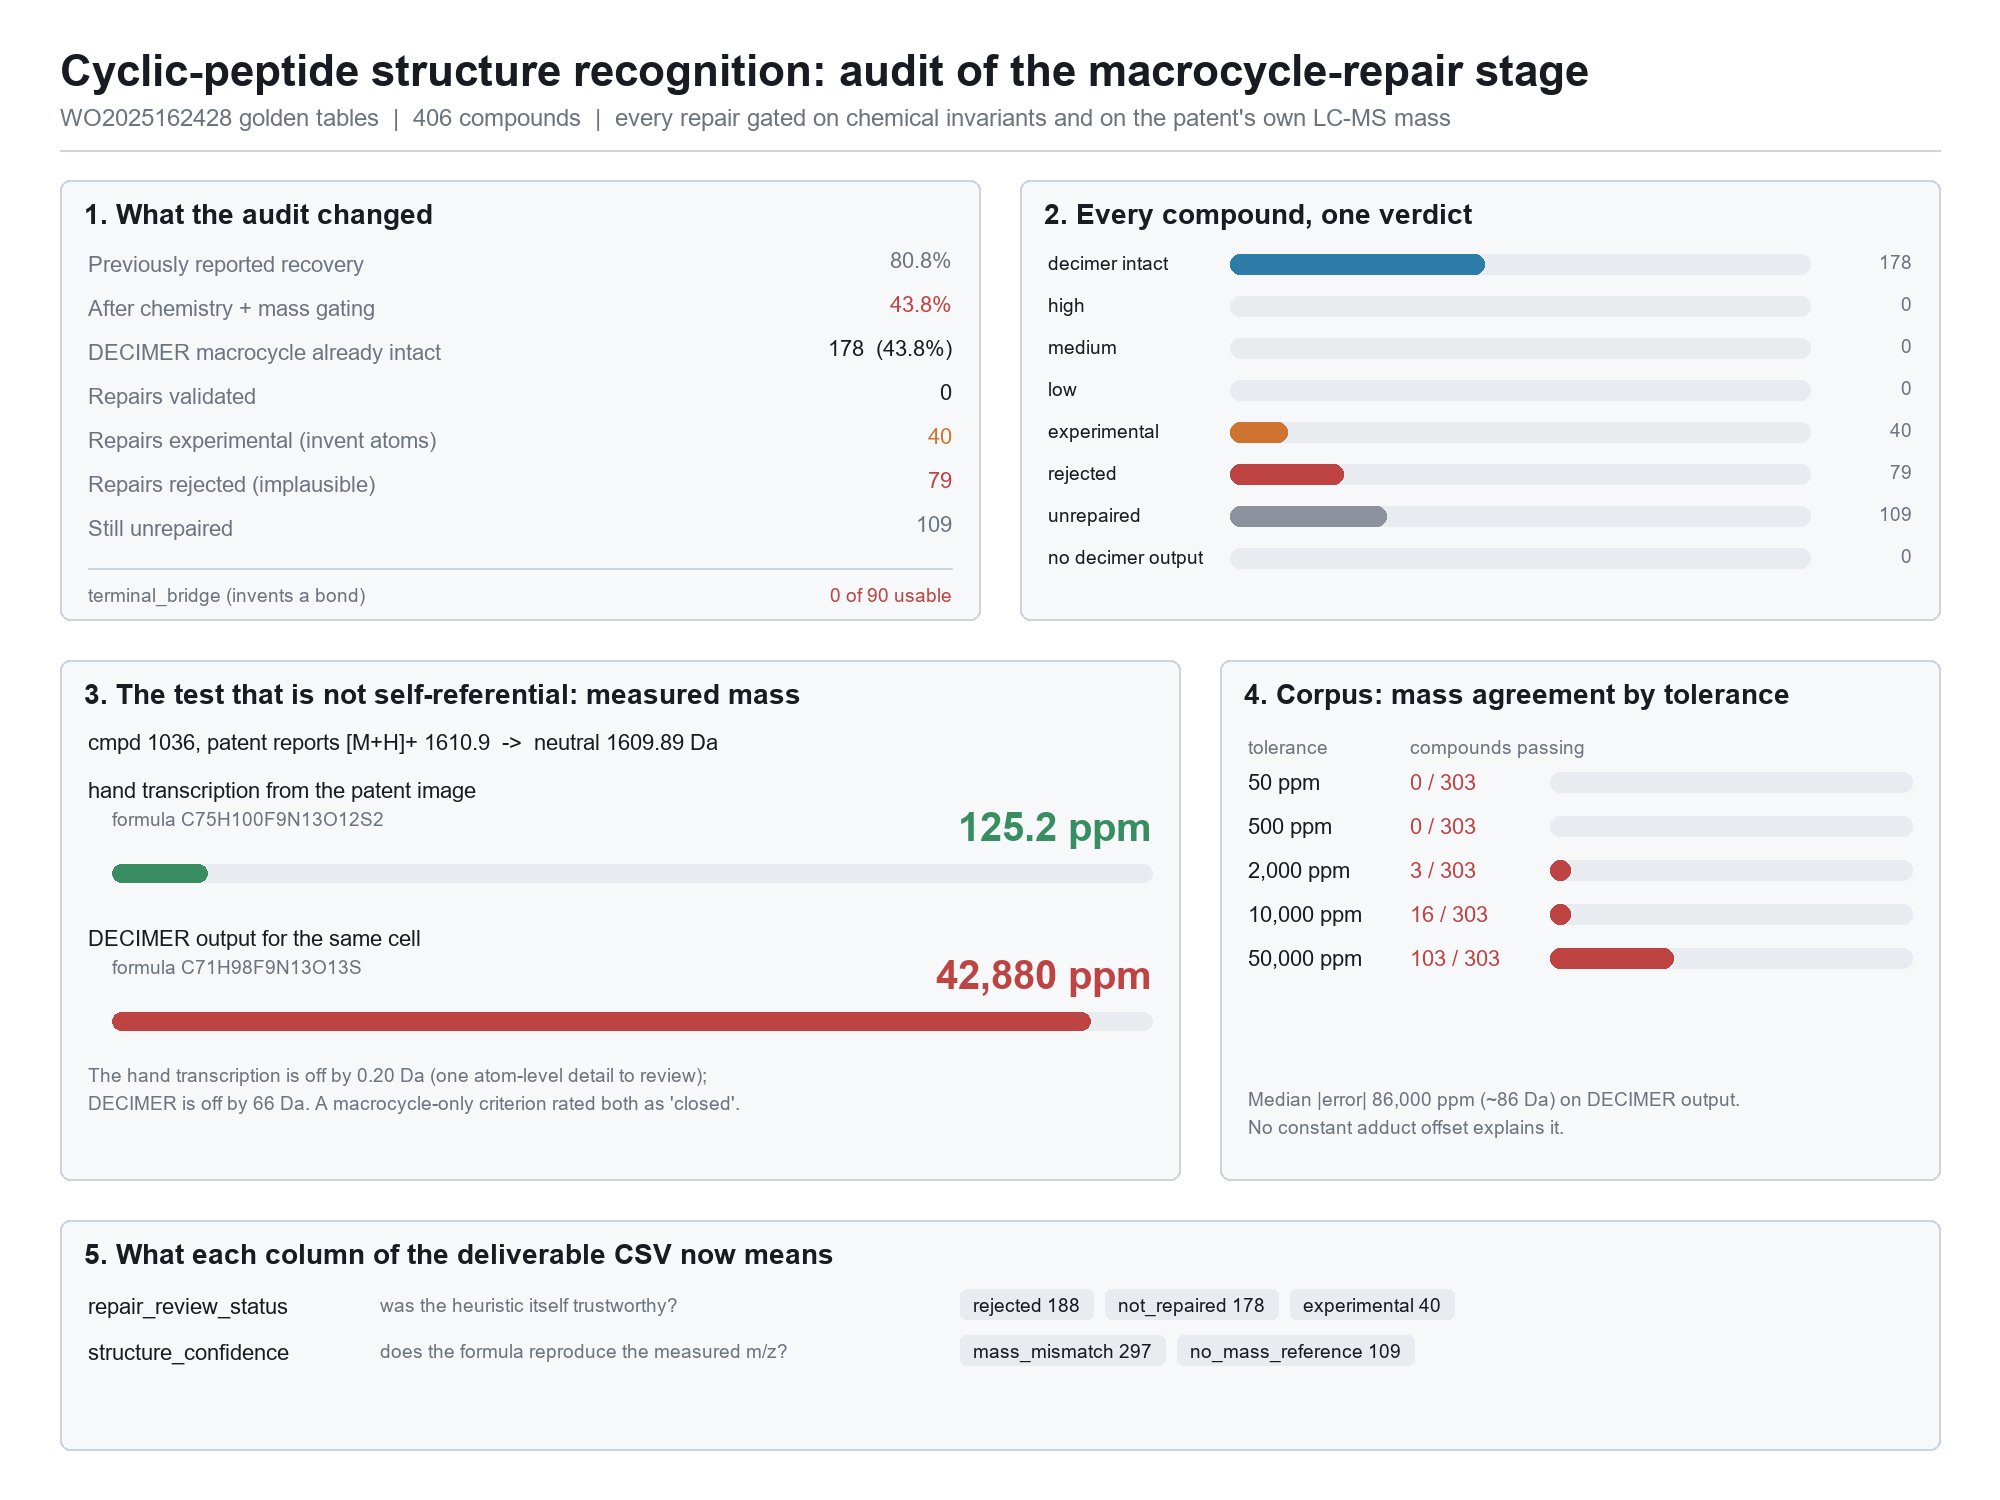 Cyclic-peptide structure recognition: audit of the macrocycle-repair stage
WO2025162428 golden tables | 406 compounds | every repair gated on chemical invariants and on the patent's own LC-MS mass
1. What the audit changed
Previously reported recovery 80.8%
After chemistry + mass gating 43.8%
DECIMER macrocycle already intact 178 (43.8%)
Repairs validated 0
Repairs experimental (invent atoms) 40
Repairs rejected (implausible) 79
Still unrepaired 109
terminal_bridge (invents a bond) 0 of 90 usable
2. Every compound, one verdict
decimer intact 178
high 0
medium 0
low 0
experimental 40
rejected 79
unrepaired 109
no decimer output 0
3. The test that is not self-referential: measured mass
cmpd 1036, patent reports [M+H]+ 1610.9 -> neutral 1609.89 Da
hand transcription from the patent image
formula C75H100F9N13O12S2
125.2 ppm
DECIMER output for the same cell
formula C71H98F9N13O13S
42,880 ppm
The hand transcription is off by 0.20 Da (one atom-level detail to review);
DECIMER is off by 66 Da. A macrocycle-only criterion rated both as 'closed'.
4. Corpus: mass agreement by tolerance
tolerance compounds passing
50 ppm 0 / 303
500 ppm 0 / 303
2,000 ppm 3 / 303
10,000 ppm 16 / 303
50,000 ppm 103 / 303
Median |error| 86,000 ppm (~86 Da) on DECIMER output.
No constant adduct offset explains it.
5. What each column of the deliverable CSV now means
repair_review_status was the heuristic itself trustworthy? rejected 188 not_repaired 178 experimental 40
structure_confidence does the formula reproduce the measured m/z? mass_mismatch 297 no_mass_reference 109